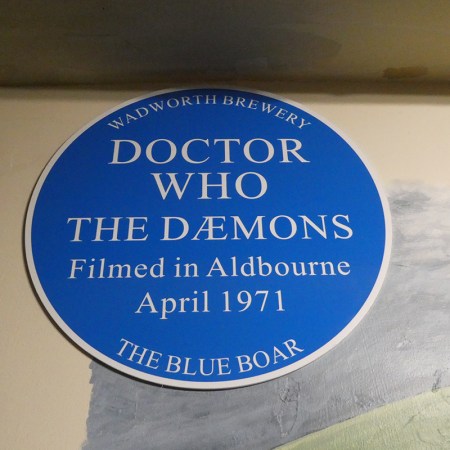 WADWORTH BREWERY
DOCTOR
WHO
THE DÆMONS
Filmed in Aldbourne
April 1971
THE BLUE BOAR